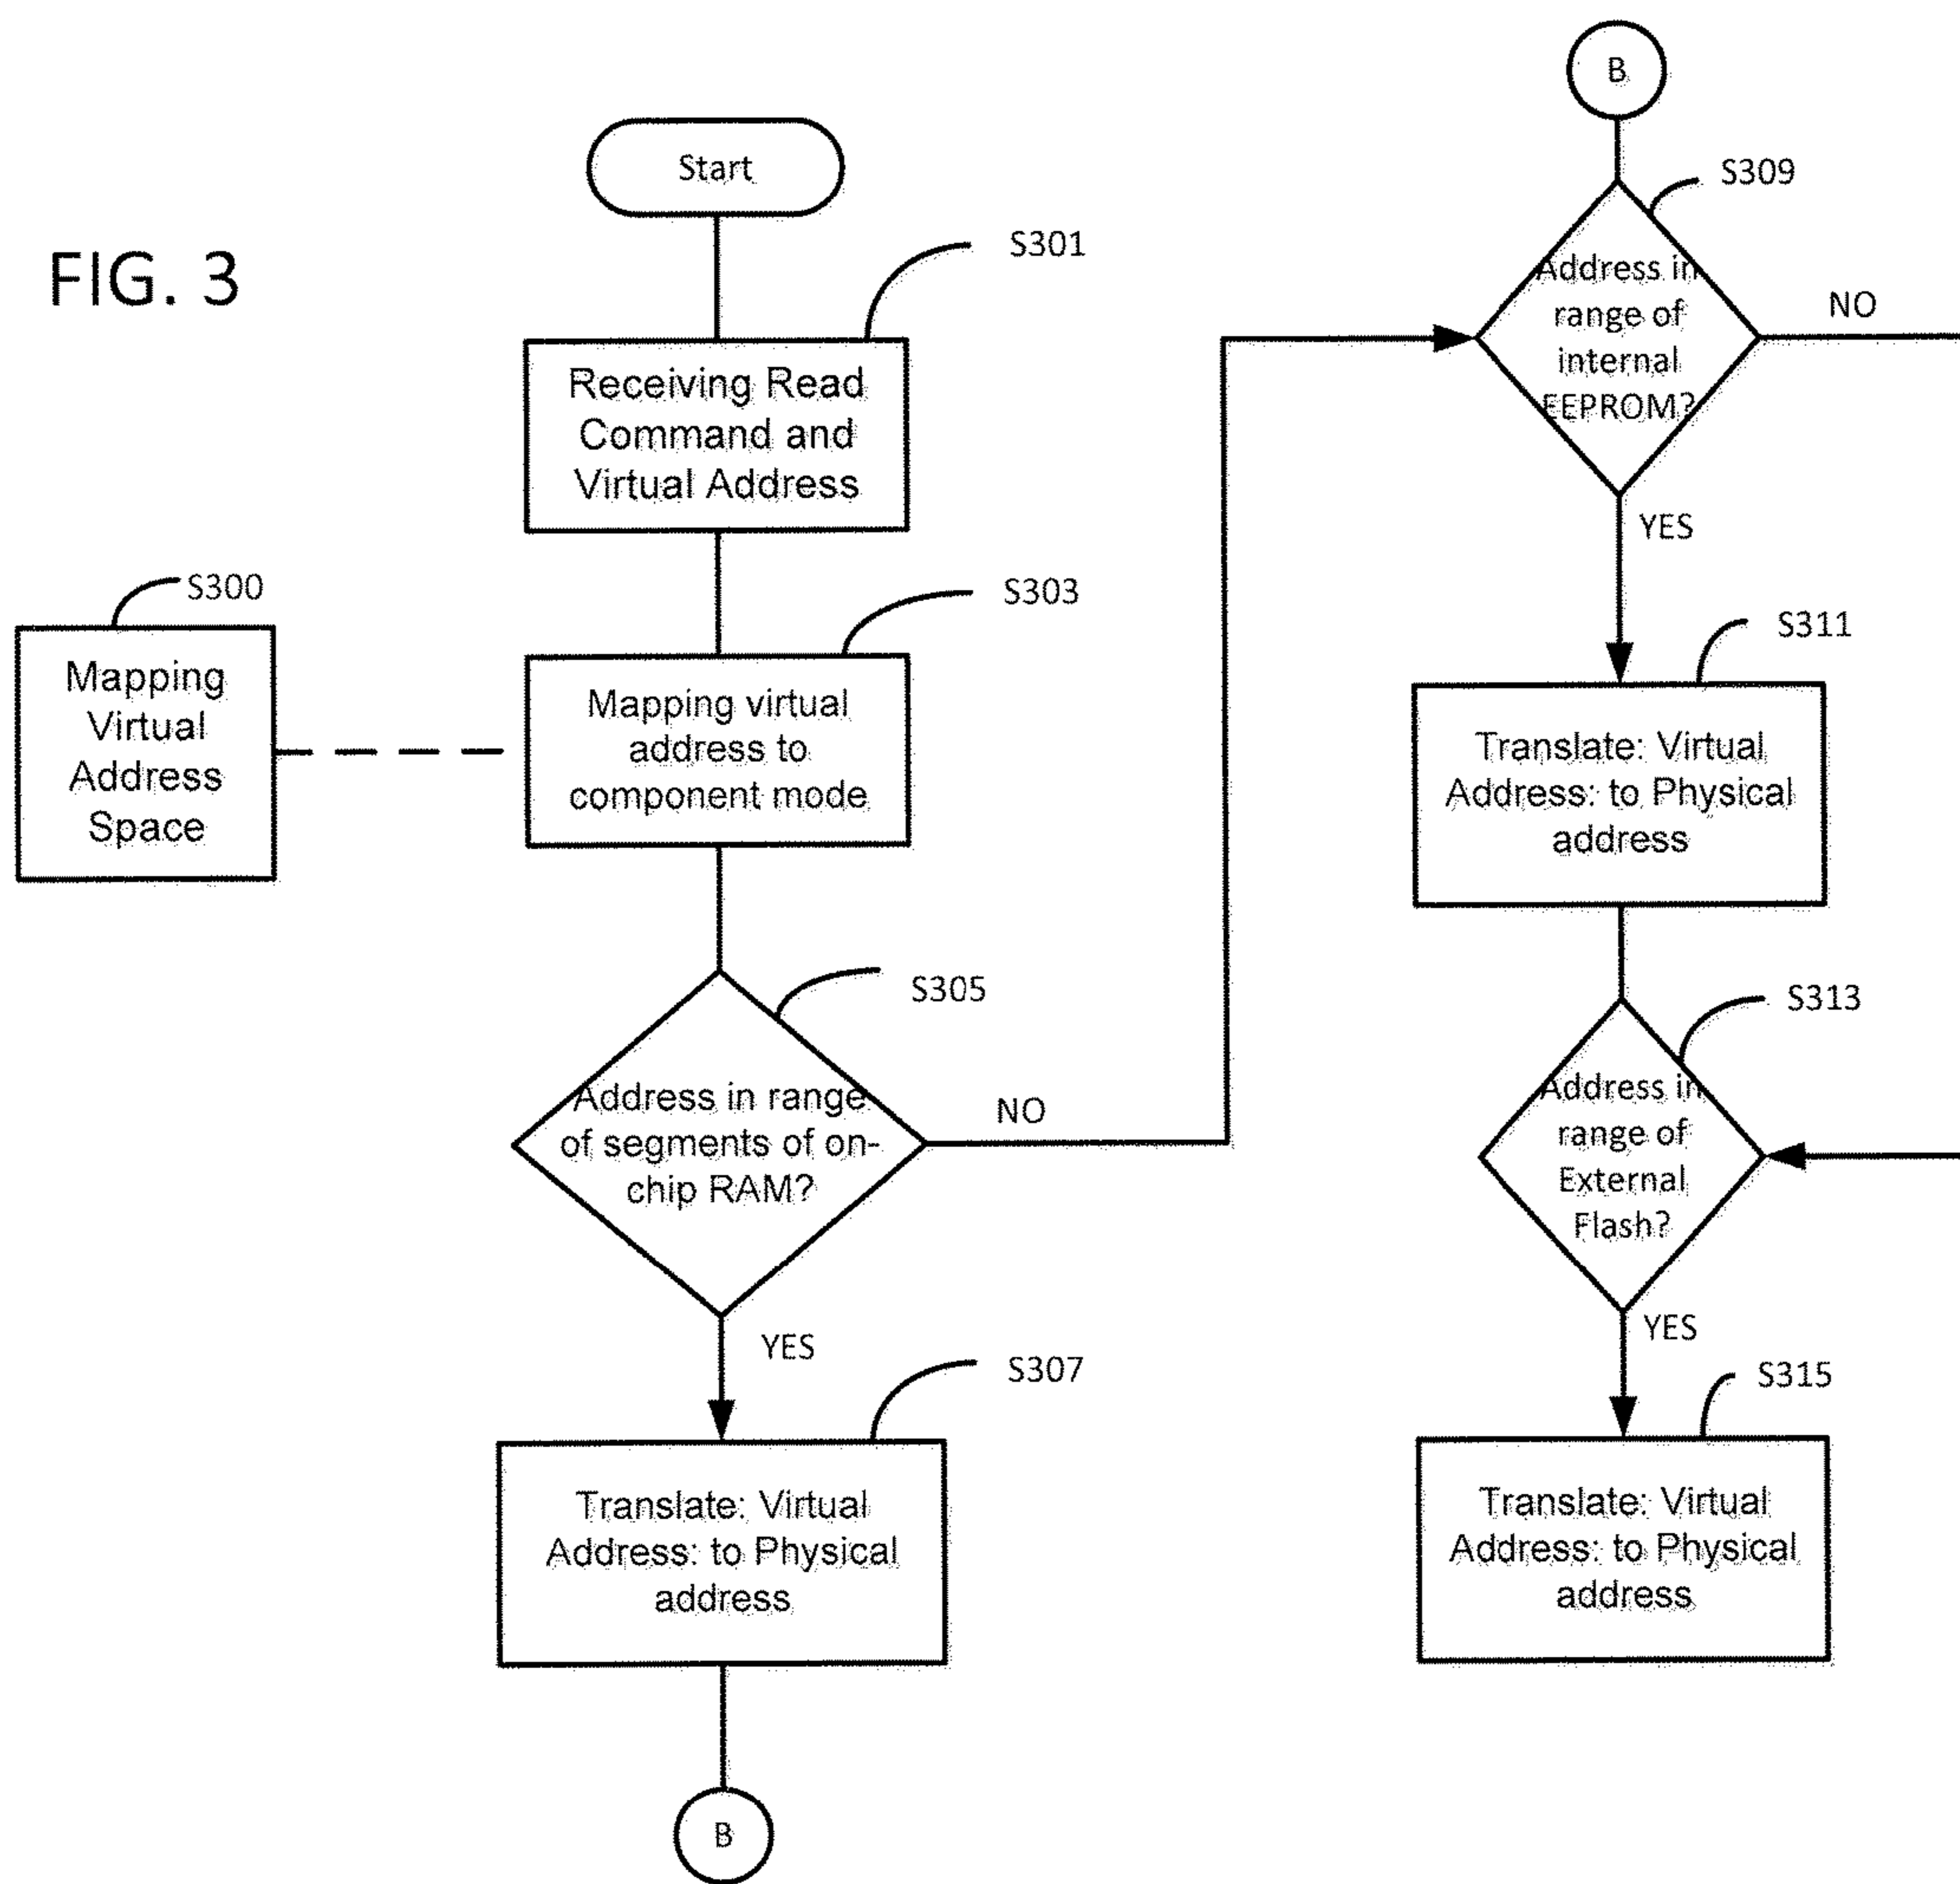 FIG. 3
Start
S301
Receiving Read
Command and
Virtual Address
S300
Mapping
Virtual
Address
Space
S303
Mapping virtual
address to
component mode
S305
Address in range
of segments of on-
chip RAM?
NO
YES
S307
Translate: Virtual
Address: to Physical
address
B
B
S309
Address in
range of
internal
EEPROM?
NO
YES
S311
Translate: Virtual
Address: to Physical
address
S313
Address in
range of
External
Flash?
YES
S315
Translate: Virtual
Address: to Physical
address